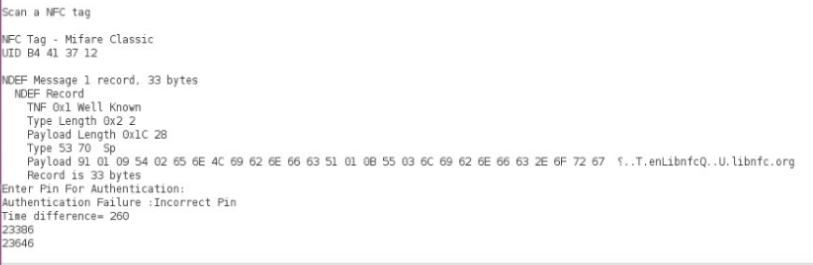 Scan a NFC tag
NFC Tag - Mifare Classic
UID B4 41 37 12
NDEF Message 1 record, 33 bytes
NDEF Record
TNF 0x1 Well Known
Type Length 0x2 2
Payload Length 0x1C 28
Type 53 70 Sp
Payload 91 01 09 54 02 65 6E 4C 69 62 6E 66 63 51 01 0B 55 03 6C 69 62 6E 66 63 2E 6F 72 67 ⸮..T.enLibnfcQ..U.libnfc.org
Record is 33 bytes
Enter Pin For Authentication:
Authentication Failure :Incorrect Pin
Time difference= 260
23386
23646